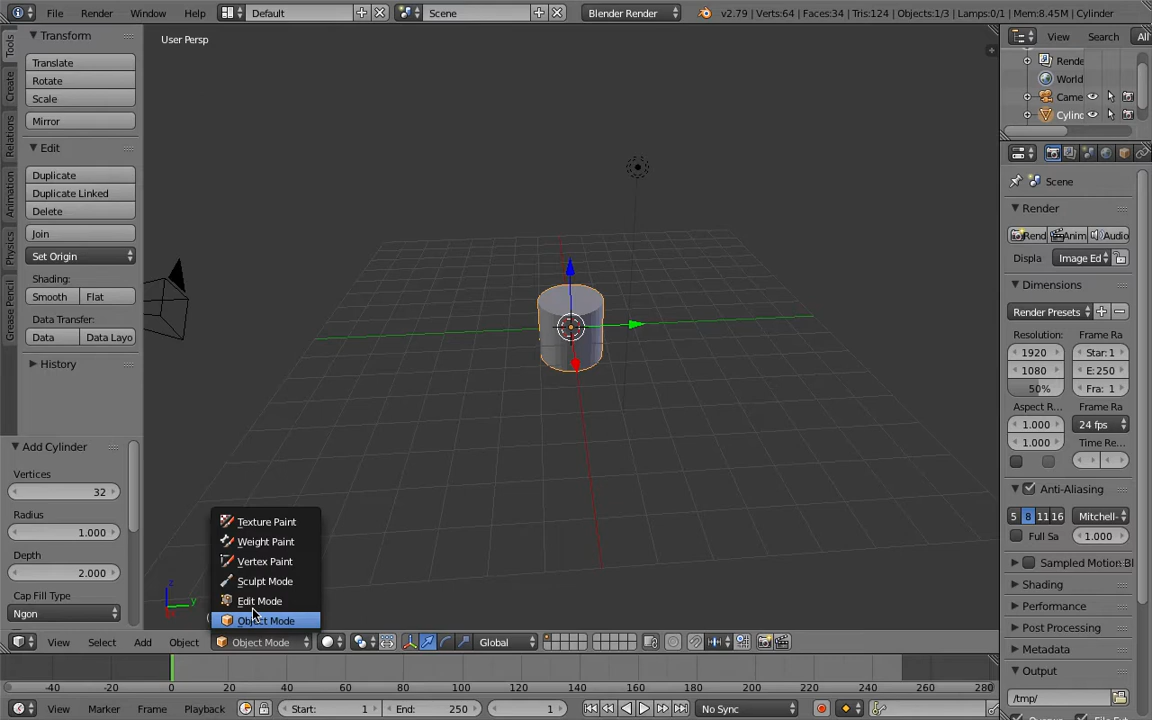 File Render Window Help Default Scene Blender Render v2.79 | Verts:64 | Faces:34 | Tris:124 | Objects:1/3 | Lamps:0/1 | Mem:8.45M | Cylinder
Tools
Create
Relations
Animation
Physics
Grease Pencil
Transform
Translate
Rotate
Scale
Mirror
Edit
Duplicate
Duplicate Linked
Delete
Join
Set Origin
Shading:
Smooth Flat
Data Transfer:
Data Data Layo
History
Add Cylinder
Vertices
32
Radius
1.000
Depth
2.000
Cap Fill Type
Ngon
User Persp
z
y
Texture Paint
Weight Paint
Vertex Paint
Sculpt Mode
Edit Mode
Object Mode
View Select Add Object Object Mode Global
-40 -20 0 20 40 60 80 100 120 140 160 180 200 220 240 260 280
View Marker Frame Playback Start: 1 End: 250 1 No Sync
View Search All
Rende
World
Came
Cylinc
Scene
Render
Rend Anim Audio
Displa Image Ed
Dimensions
Render Presets
Resolution: Frame Ra
1920 Star: 1
1080 E: 250
50% Fra: 1
Aspect R... Frame Ra
1.000 24 fps
1.000 Time Re...
Anti-Aliasing
5 8 11 16 Mitchell-
Full Sa 1.000
Sampled Motion Bl
Shading
Performance
Post Processing
Metadata
Output
/tmp/